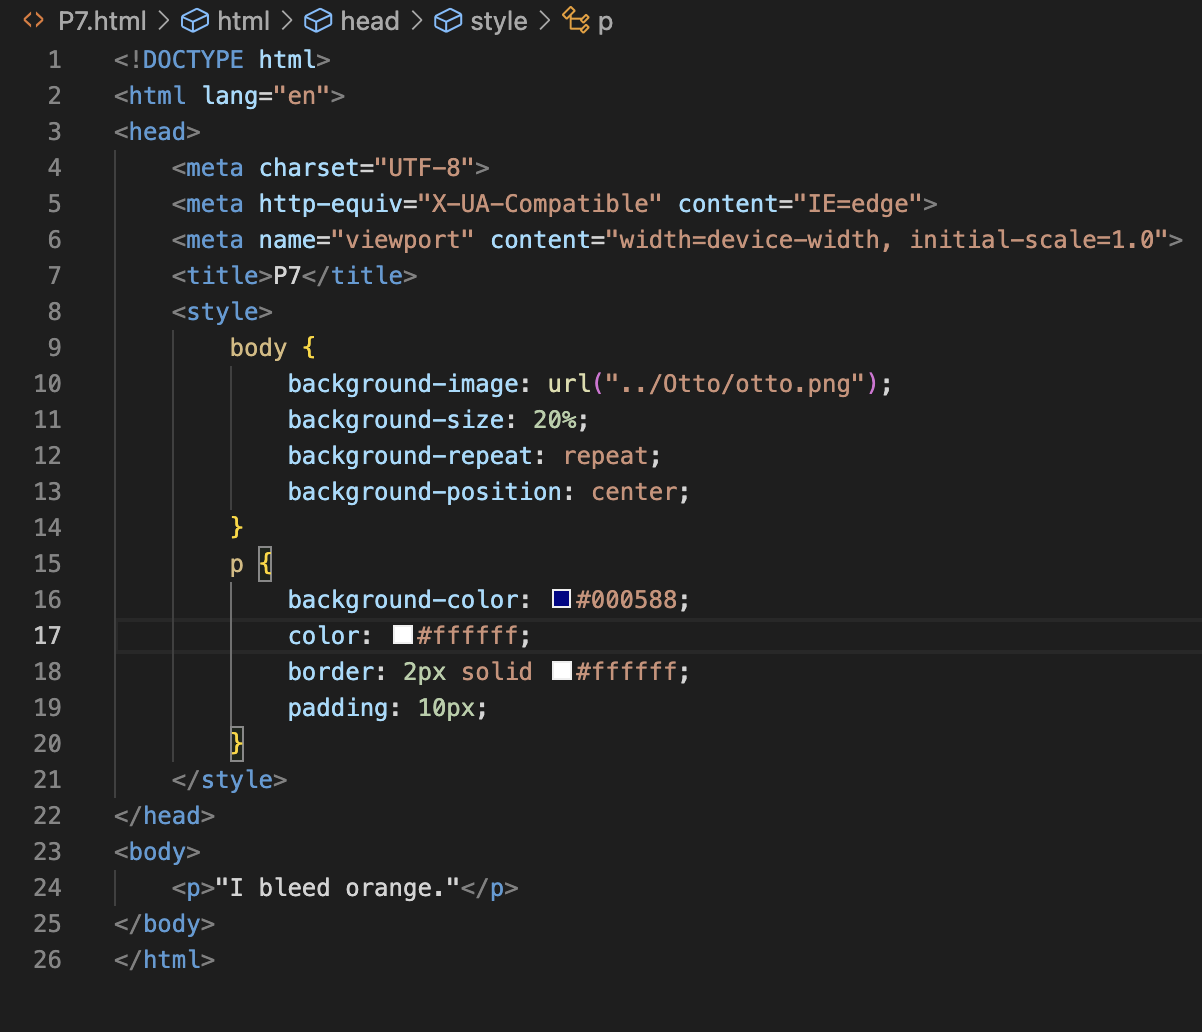 P7.html > html > head > style > p
1 <!DOCTYPE html>
2 <html lang="en">
3 <head>
4     <meta charset="UTF-8">
5     <meta http-equiv="X-UA-Compatible" content="IE=edge">
6     <meta name="viewport" content="width=device-width, initial-scale=1.0">
7     <title>P7</title>
8     <style>
9         body {
10             background-image: url("../Otto/otto.png");
11             background-size: 20%;
12             background-repeat: repeat;
13             background-position: center;
14         }
15         p {
16             background-color: #000588;
17             color: #ffffff;
18             border: 2px solid #ffffff;
19             padding: 10px;
20         }
21     </style>
22 </head>
23 <body>
24     <p>"I bleed orange."</p>
25 </body>
26 </html>